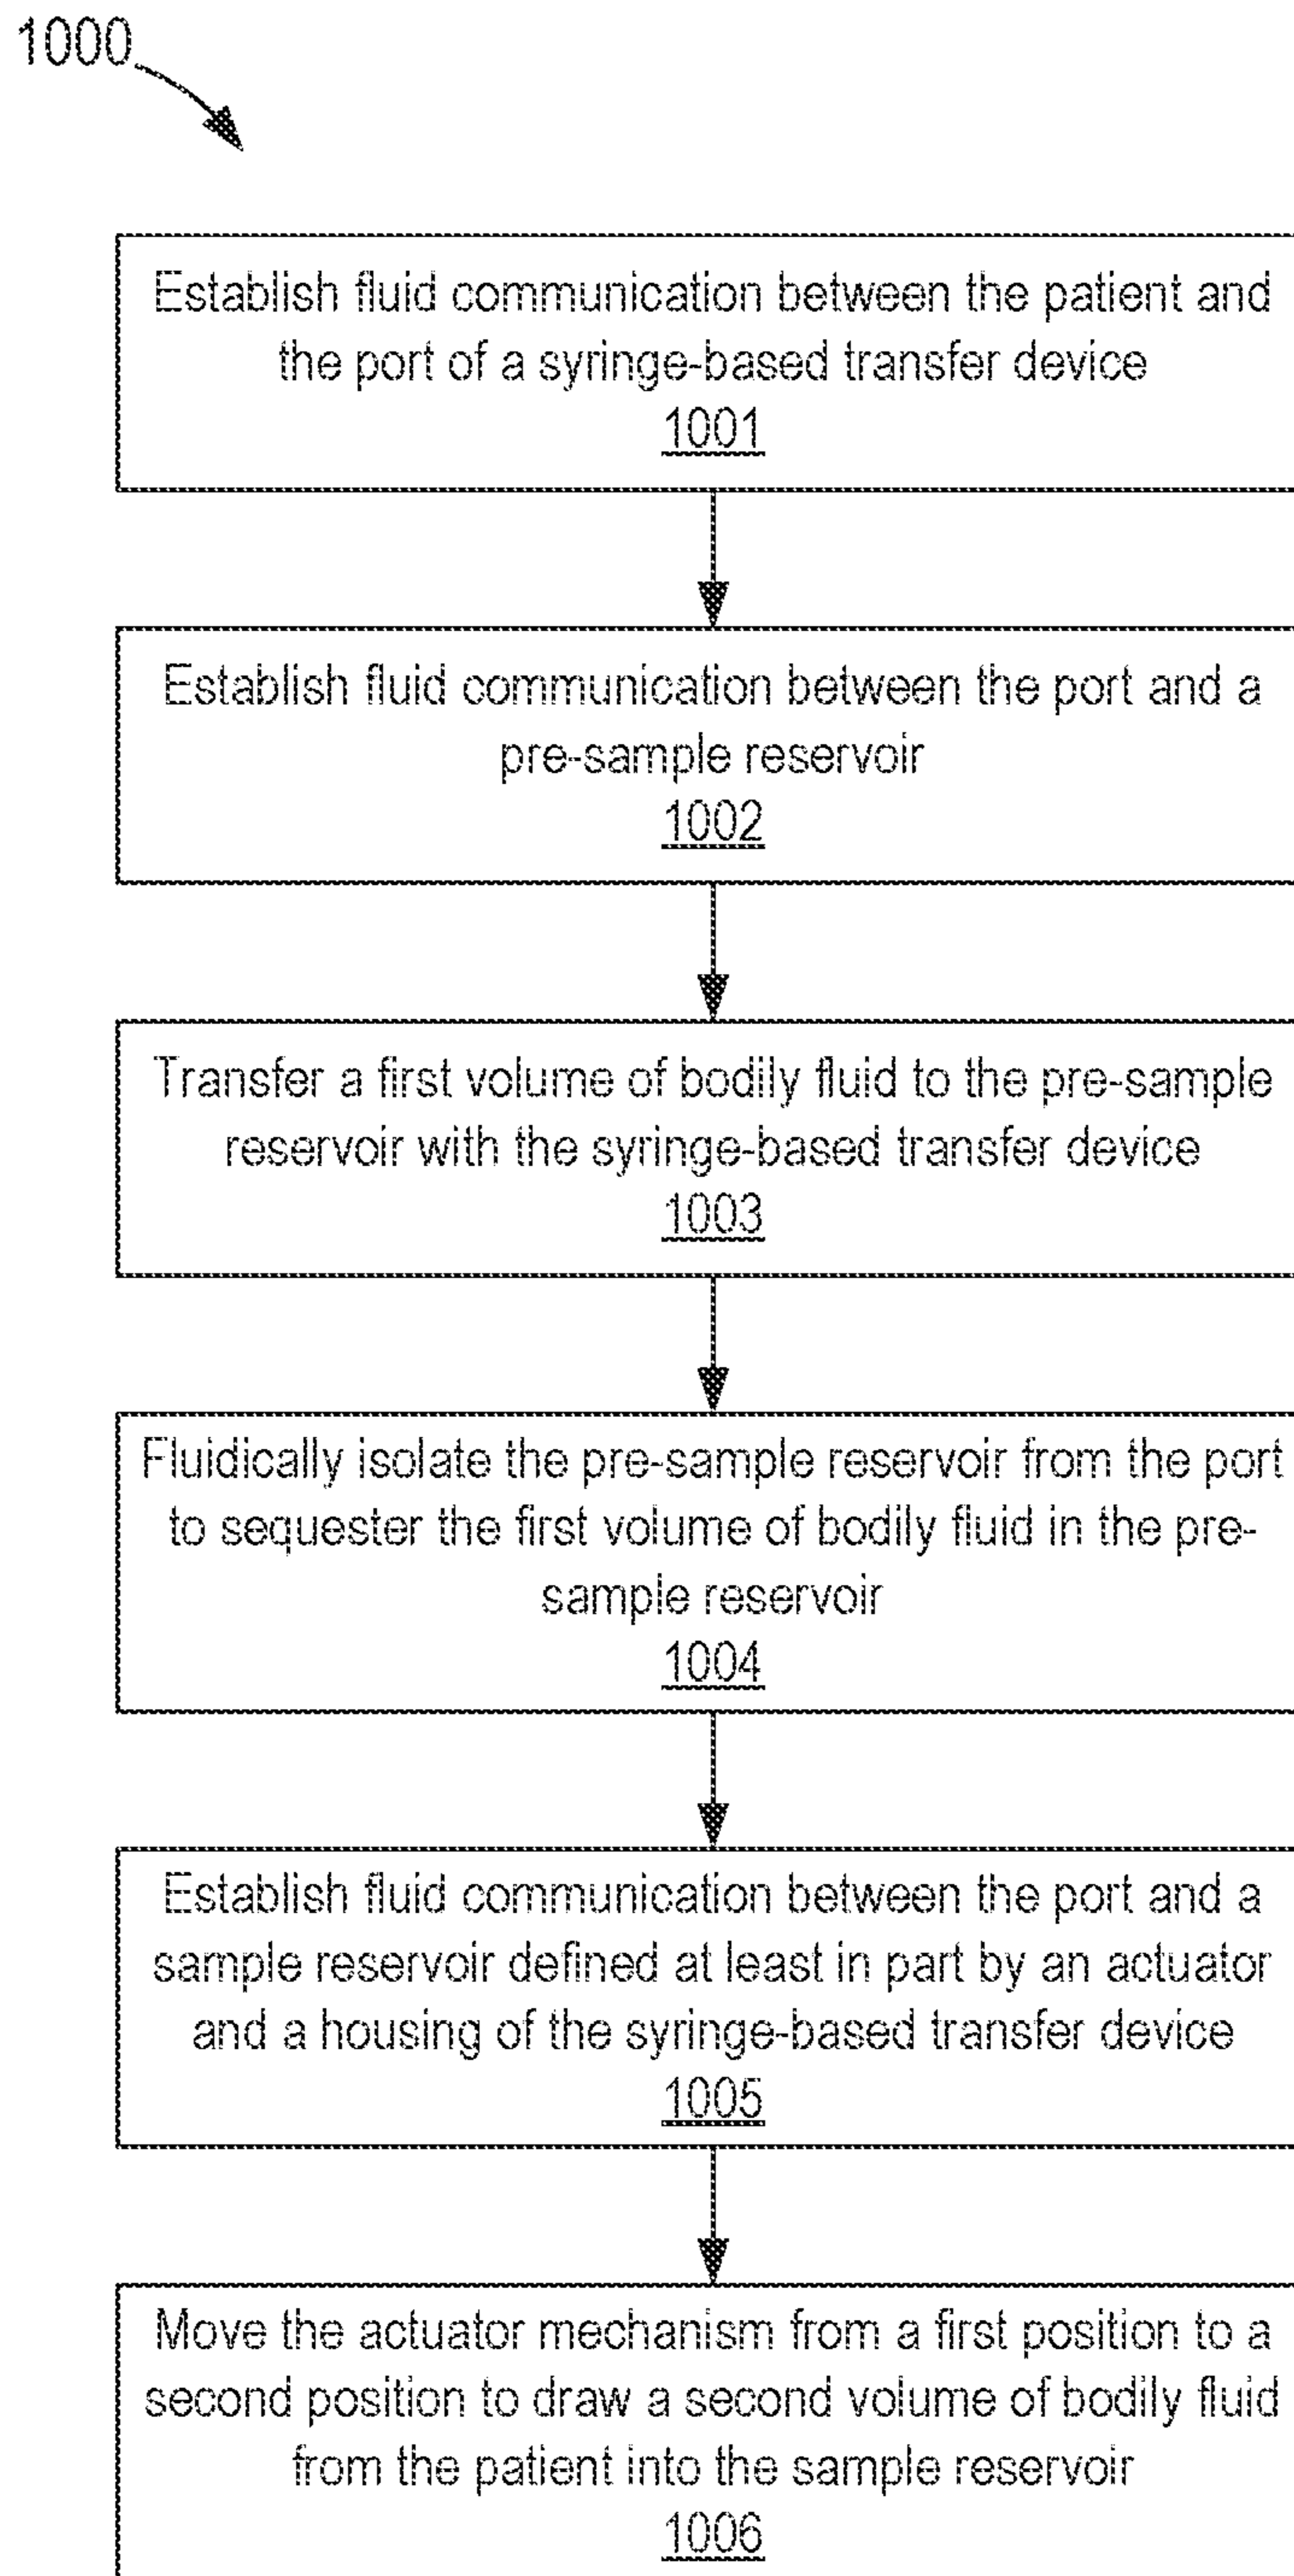 1000
Establish fluid communication between the patient and
the port of a syringe-based transfer device
1001
Establish fluid communication between the port and a
pre-sample reservoir
1002
Transfer a first volume of bodily fluid to the pre-sample
reservoir with the syringe-based transfer device
1003
Fluidically isolate the pre-sample reservoir from the port
to sequester the first volume of bodily fluid in the pre-
sample reservoir
1004
Establish fluid communication between the port and a
sample reservoir defined at least in part by an actuator
and a housing of the syringe-based transfer device
1005
Move the actuator mechanism from a first position to a
second position to draw a second volume of bodily fluid
from the patient into the sample reservoir
1006